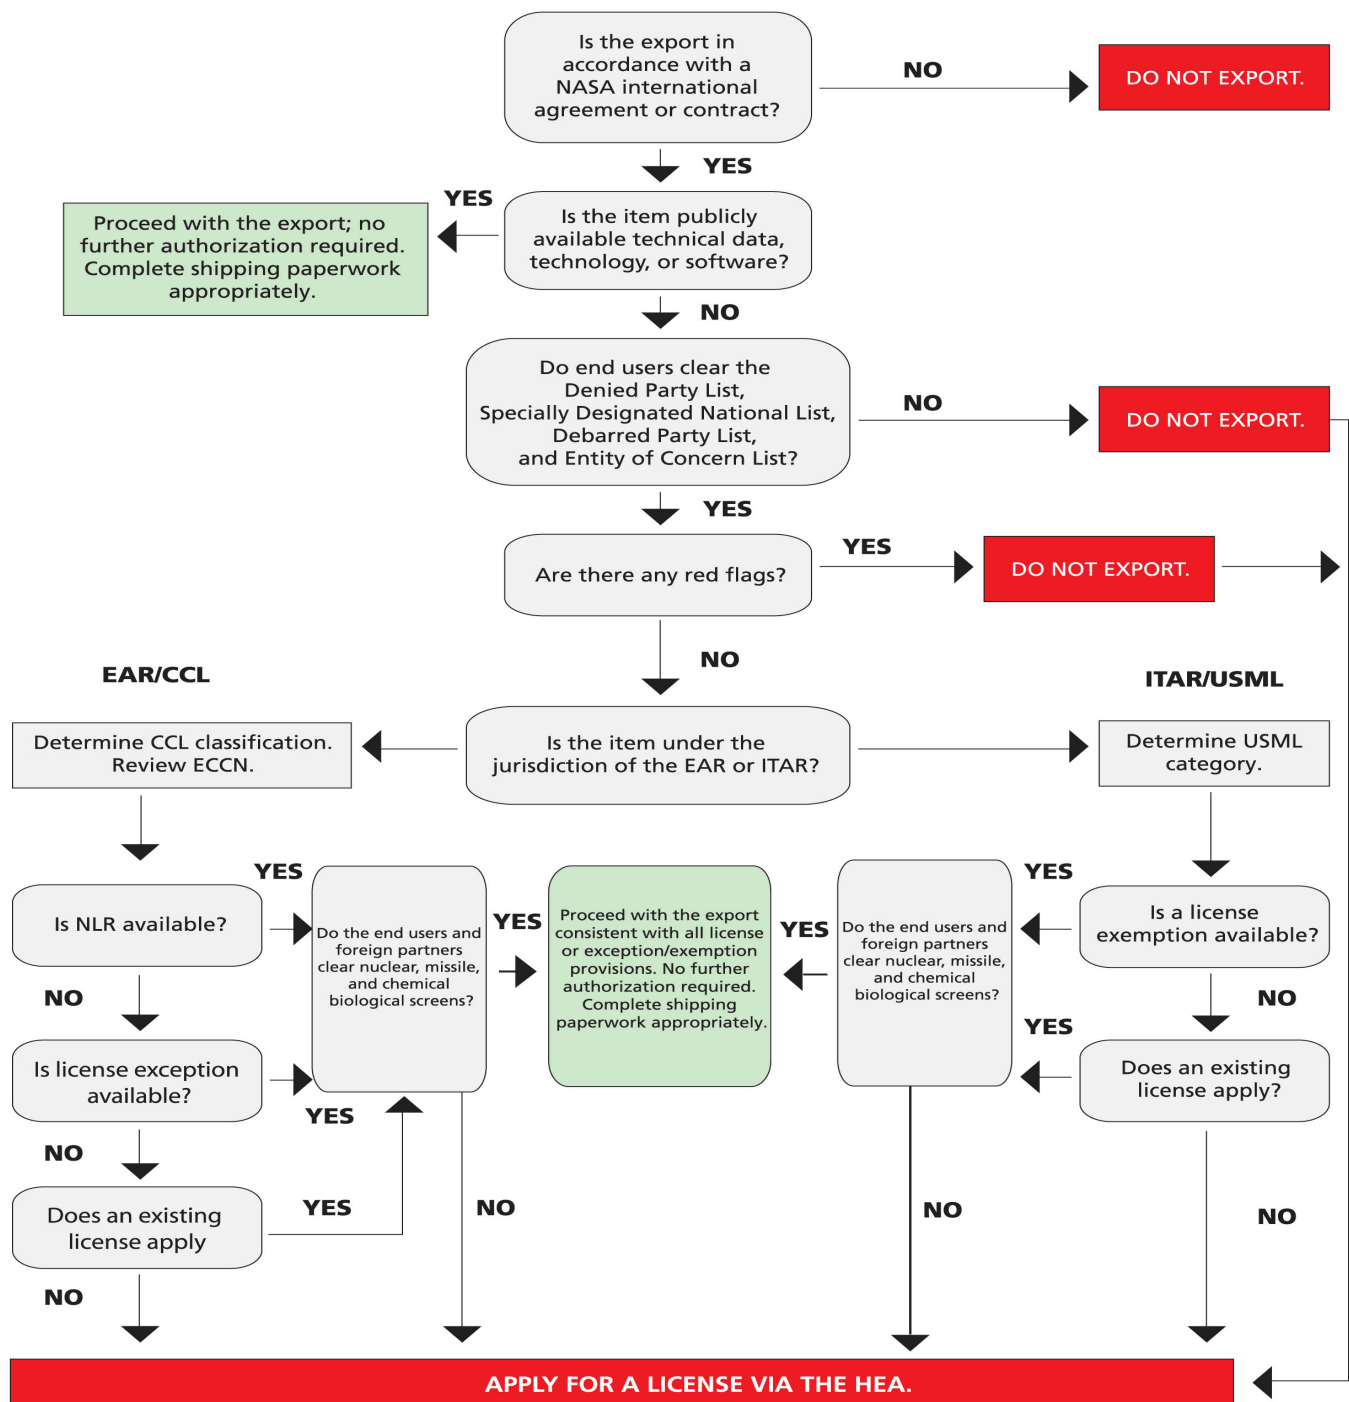 Is the export in
accordance with a
NASA international
agreement or contract?
NO
DO NOT EXPORT.
YES
Is the item publicly
available technical data,
technology, or software?
YES
Proceed with the export; no
further authorization required.
Complete shipping paperwork
appropriately.
NO
Do end users clear the
Denied Party List,
Specially Designated National List,
Debarred Party List,
and Entity of Concern List?
NO
DO NOT EXPORT.
YES
Are there any red flags?
YES
DO NOT EXPORT.
NO
EAR/CCL
ITAR/USML
Determine CCL classification.
Review ECCN.
Is the item under the
jurisdiction of the EAR or ITAR?
Determine USML
category.
Is NLR available?
YES
Do the end users and
foreign partners
clear nuclear, missile,
and chemical
biological screens?
YES
Proceed with the export
consistent with all license
or exception/exemption
provisions. No further
authorization required.
Complete shipping
paperwork appropriately.
YES
Do the end users and
foreign partners
clear nuclear, missile,
and chemical
biological screens?
YES
Is a license
exemption available?
NO
NO
Is license exception
available?
YES
YES
Does an existing
license apply?
NO
Does an existing
license apply
YES
NO
NO
NO
NO
APPLY FOR A LICENSE VIA THE HEA.